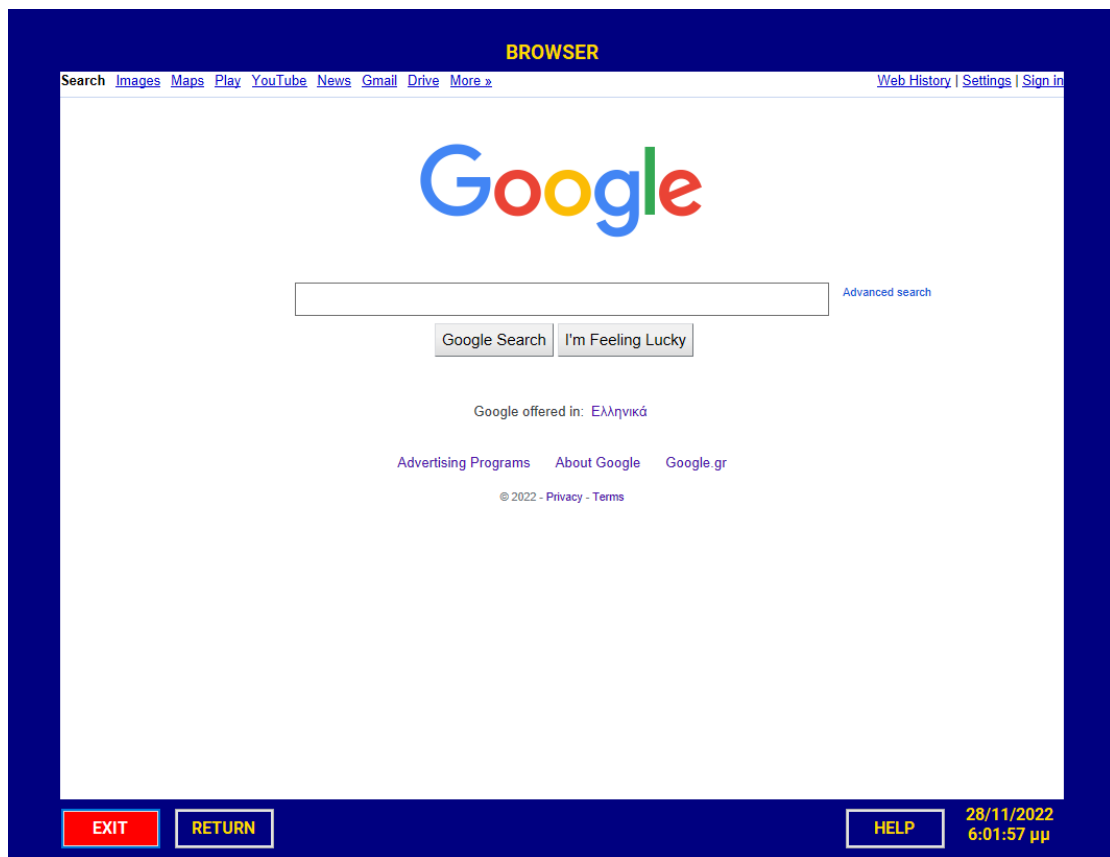 BROWSER
Search Images Maps Play YouTube News Gmail Drive More » Web History | Settings | Sign in
Google
Advanced search
Google Search I'm Feeling Lucky
Google offered in: Ελληνικά
Advertising Programs About Google Google.gr
© 2022 - Privacy - Terms
EXIT RETURN HELP 28/11/2022
6:01:57 μμ